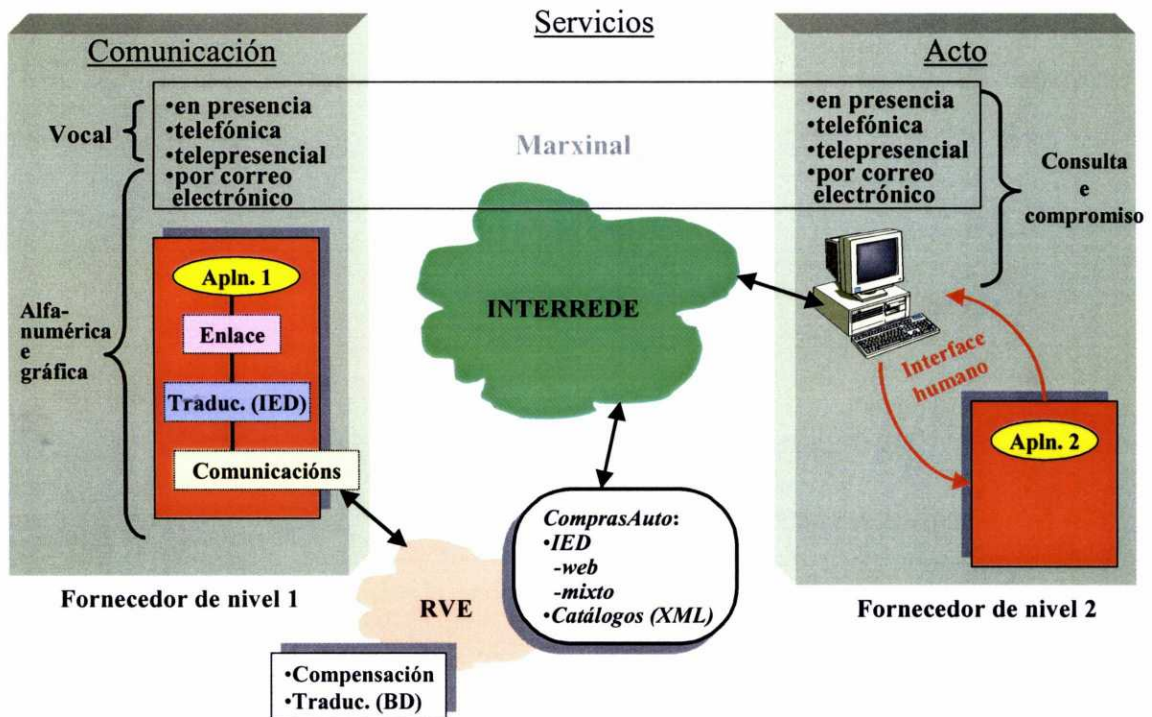 Servicios
Comunicación
Acto
Vocal
•en presencia
•telefónica
•telepresencial
•por correo
electrónico
Marxinal
•en presencia
•telefónica
•telepresencial
•por correo
electrónico
Consulta
e
compromiso
Alfa-
numérica
e
gráfica
Apln. 1
Enlace
Traduc. (IED)
Comunicacións
INTERREDE
Interface
humano
Apln. 2
Fornecedor de nivel 1
RVE
ComprasAuto:
•IED
-web
-mixto
•Catálogos (XML)
Fornecedor de nivel 2
•Compensación
•Traduc. (BD)